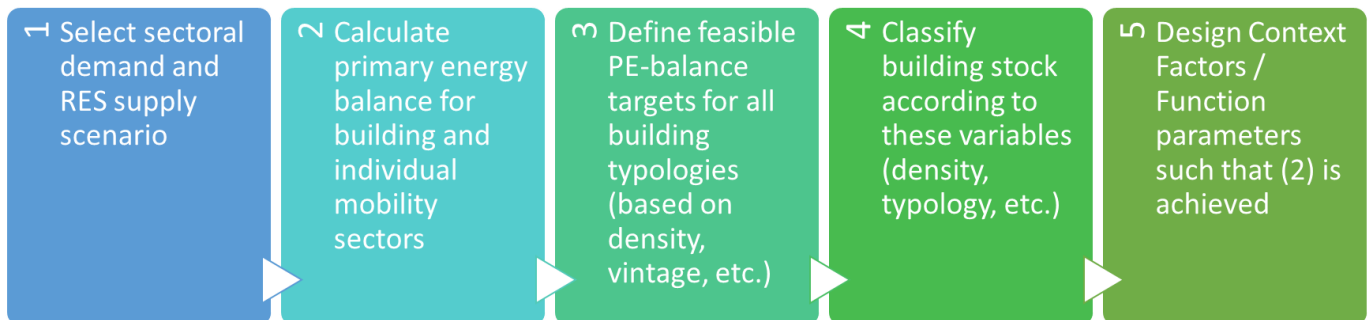 1
Select sectoral
demand and
RES supply
scenario
2
Calculate
primary energy
balance for
building and
individual
mobility
sectors
3
Define feasible
PE-balance
targets for all
building
typologies
(based on
density,
vintage, etc.)
4
Classify
building stock
according to
these variables
(density,
typology, etc.)
5
Design Context
Factors /
Function
parameters
such that (2) is
achieved